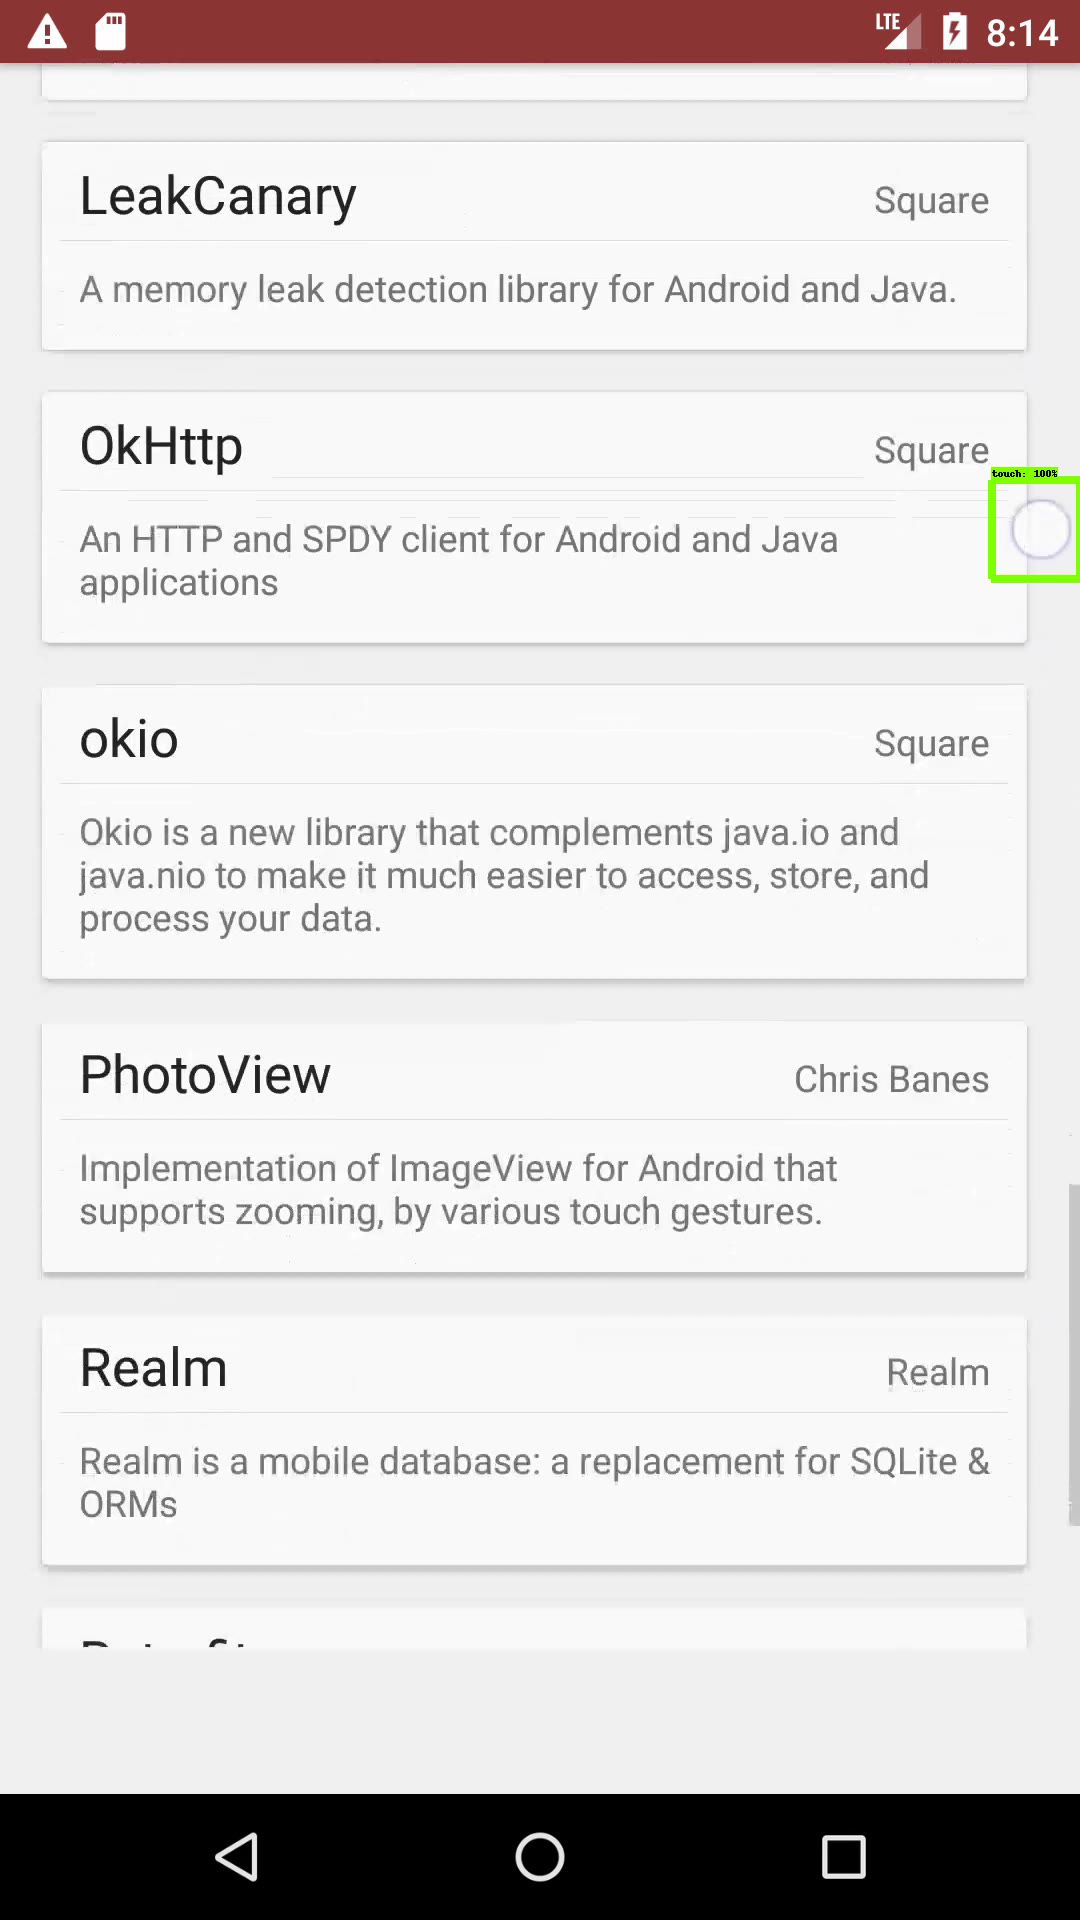 LTE 8:14
LeakCanary Square
A memory leak detection library for Android and Java.
OkHttp Square
touch: 100%
An HTTP and SPDY client for Android and Java
applications
okio Square
Okio is a new library that complements java.io and
java.nio to make it much easier to access, store, and
process your data.
PhotoView Chris Banes
Implementation of ImageView for Android that
supports zooming, by various touch gestures.
Realm Realm
Realm is a mobile database: a replacement for SQLite &
ORMs